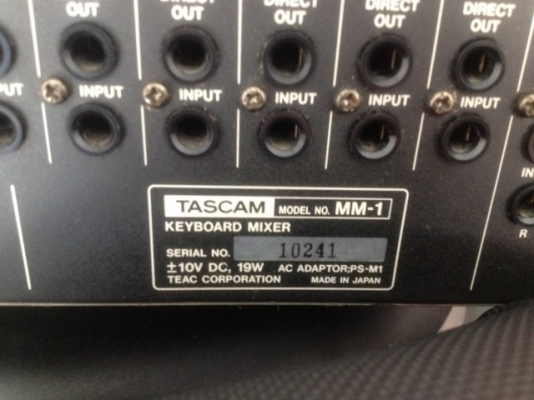 OUT
DIRECT
OUT
DIRECT
OUT
DIRECT
OUT
DIRECT
OUT
INPUT
INPUT
INPUT
INPUT
INPUT
TASCAM MODEL NO. MM-1
KEYBOARD MIXER
SERIAL NO. 10241
±10V DC, 19W AC ADAPTOR;PS-M1
TEAC CORPORATION MADE IN JAPAN
R